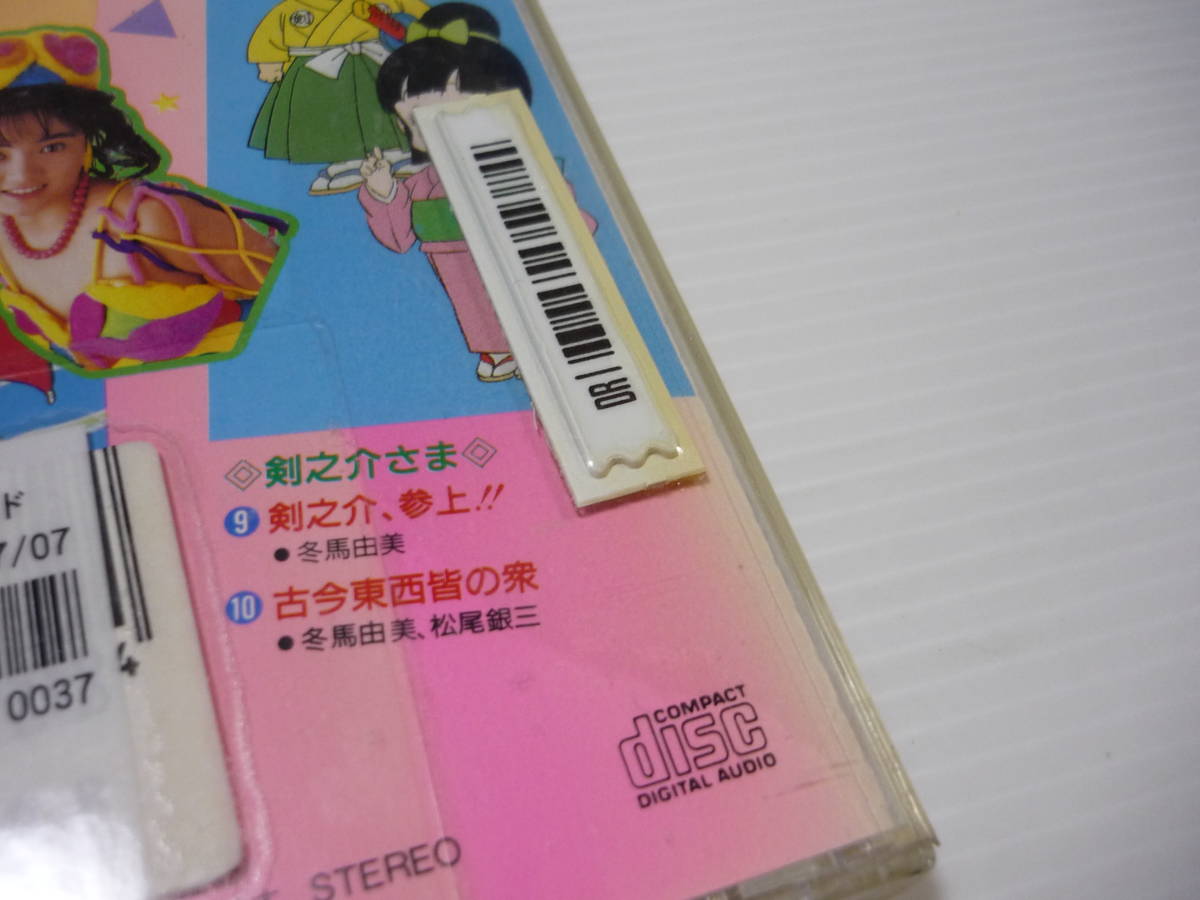 DR
◇剣之介さま◇
9 剣之介、参上!!
●冬馬由美
10 古今東西皆の衆
●冬馬由美、松尾銀三
COMPACT
disc
DIGITAL AUDIO
STEREO
ド
7/07
4
0037